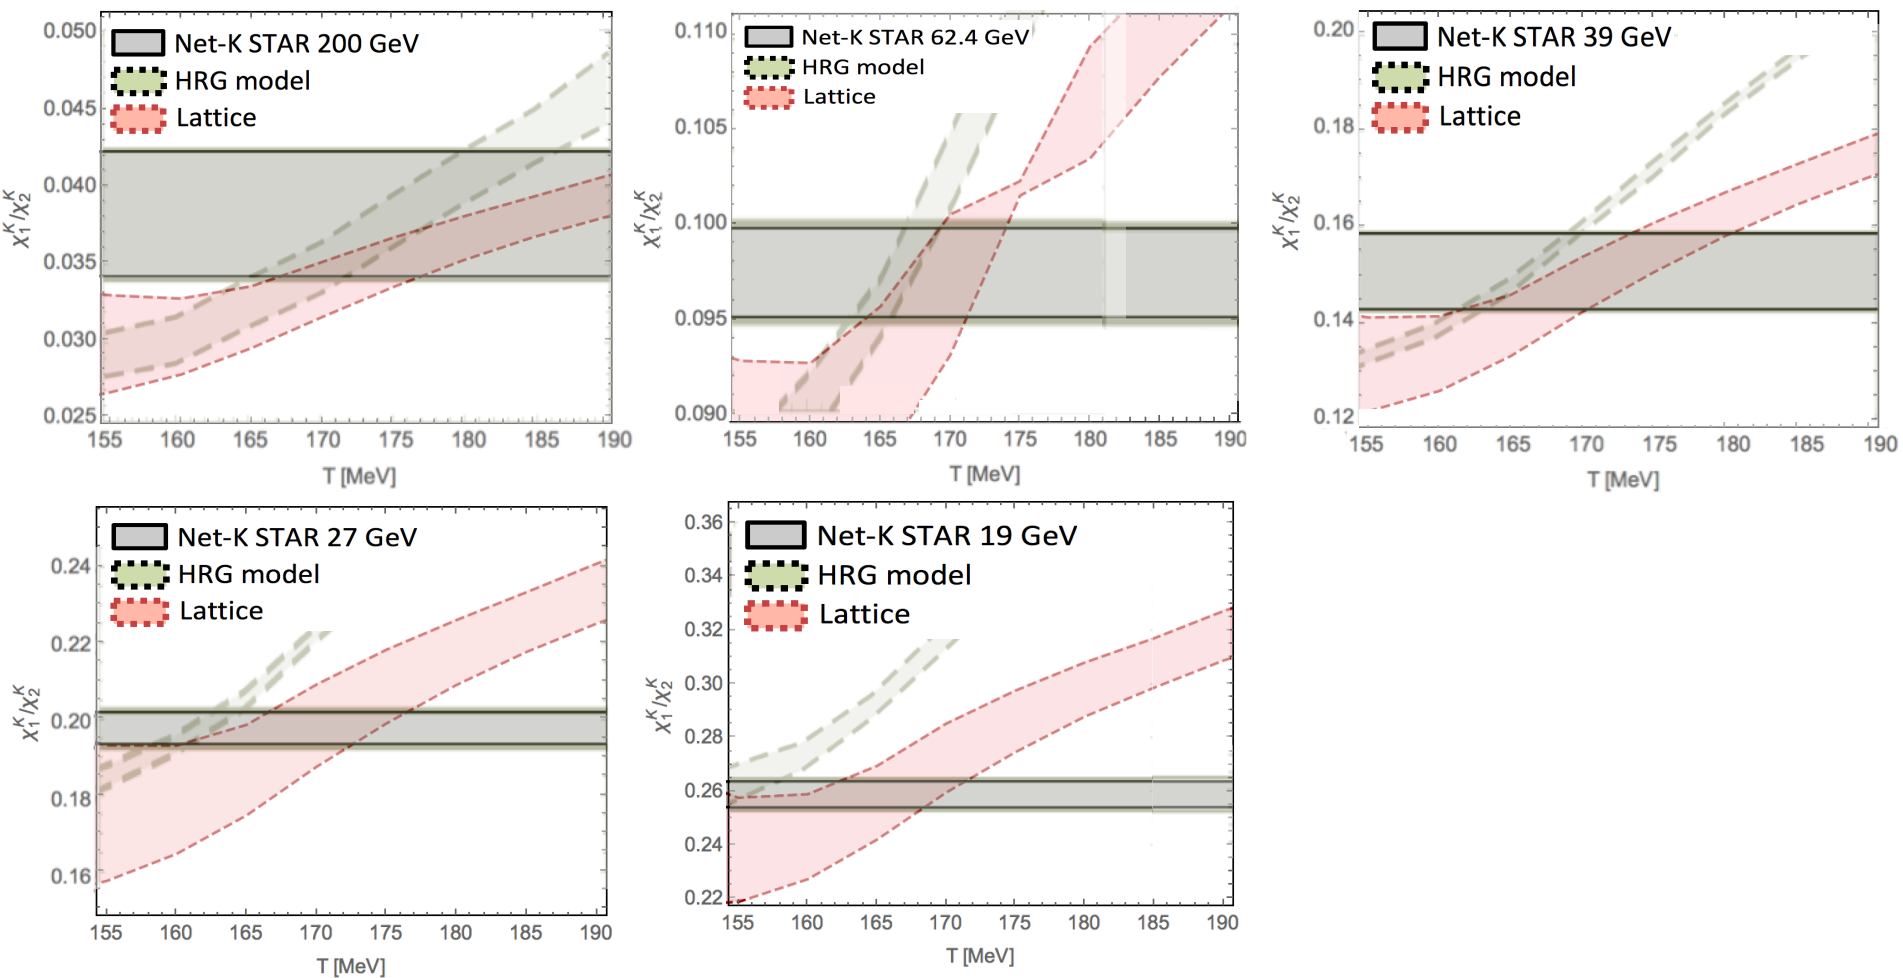 0.050
0.045
0.040
0.035
0.030
0.025
χ₁ᴷ/χ₂ᴷ
Net-K STAR 200 GeV
HRG model
Lattice
155 160 165 170 175 180 185 190
T [MeV]
0.110
0.105
0.100
0.095
0.090
χ₁ᴷ/χ₂ᴷ
Net-K STAR 62.4 GeV
HRG model
Lattice
155 160 165 170 175 180 185 190
T [MeV]
0.20
0.18
0.16
0.14
0.12
χ₁ᴷ/χ₂ᴷ
Net-K STAR 39 GeV
HRG model
Lattice
155 160 165 170 175 180 185 190
T [MeV]
0.24
0.22
0.20
0.18
0.16
χ₁ᴷ/χ₂ᴷ
Net-K STAR 27 GeV
HRG model
Lattice
155 160 165 170 175 180 185 190
T [MeV]
0.36
0.34
0.32
0.30
0.28
0.26
0.24
0.22
χ₁ᴷ/χ₂ᴷ
Net-K STAR 19 GeV
HRG model
Lattice
155 160 165 170 175 180 185 190
T [MeV]